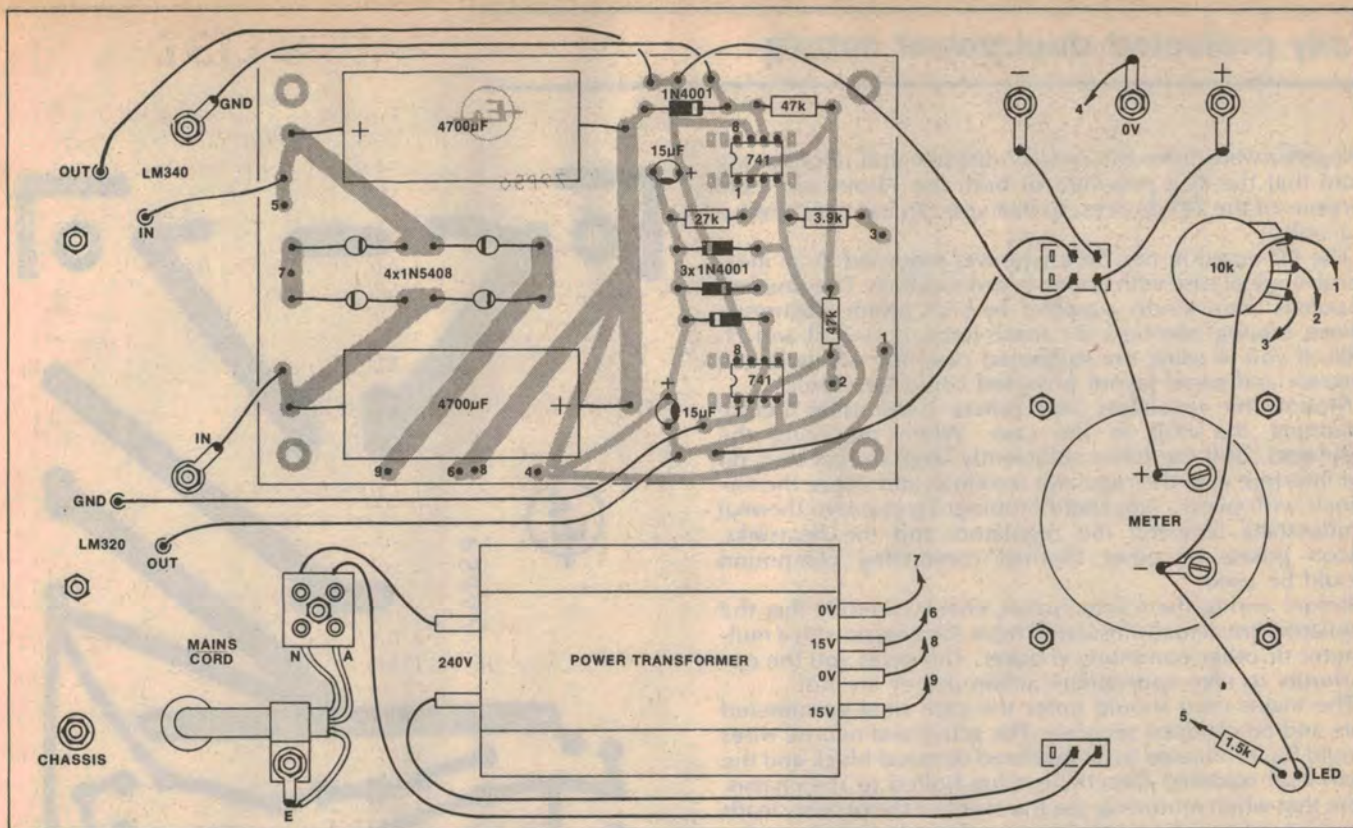 1N4001
47k
GND
4700µF
15µF
8
741
+
OUT
LM340
1
5
27k
3.9k
3
IN
7
4x1N5408
3x1N4001
47k
1
8
741
2
4700µF
+
15µF
1
IN
9
6
8
4
GND
LM320
OUT
−
4
0V
+
10k
1
2
3
+
METER
−
MAINS
CORD
N
A
240V
POWER TRANSFORMER
0V
7
15V
6
8
0V
9
15V
CHASSIS
E
5
1.5k
LED